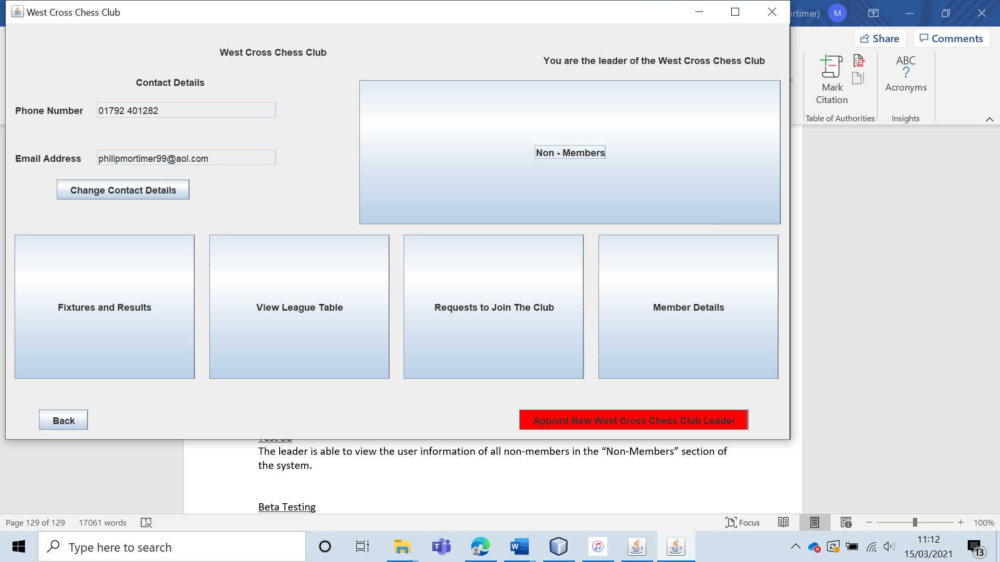 West Cross Chess Club
West Cross Chess Club
You are the leader of the West Cross Chess Club
Contact Details
Phone Number
01792 401282
Email Address
philipmortimer99@aol.com
Change Contact Details
Non - Members
Fixtures and Results
View League Table
Requests to Join The Club
Member Details
Back
Appoint New West Cross Chess Club Leader
ortimer)
M
Share
Comments
Mark
Citation
ABC
?
Acronyms
Table of Authorities
Insights
The leader is able to view the user information of all non-members in the “Non-Members” section of
the system.
Beta Testing
Page 129 of 129
17061 words
Focus
100%
Type here to search
11:12
15/03/2021
13